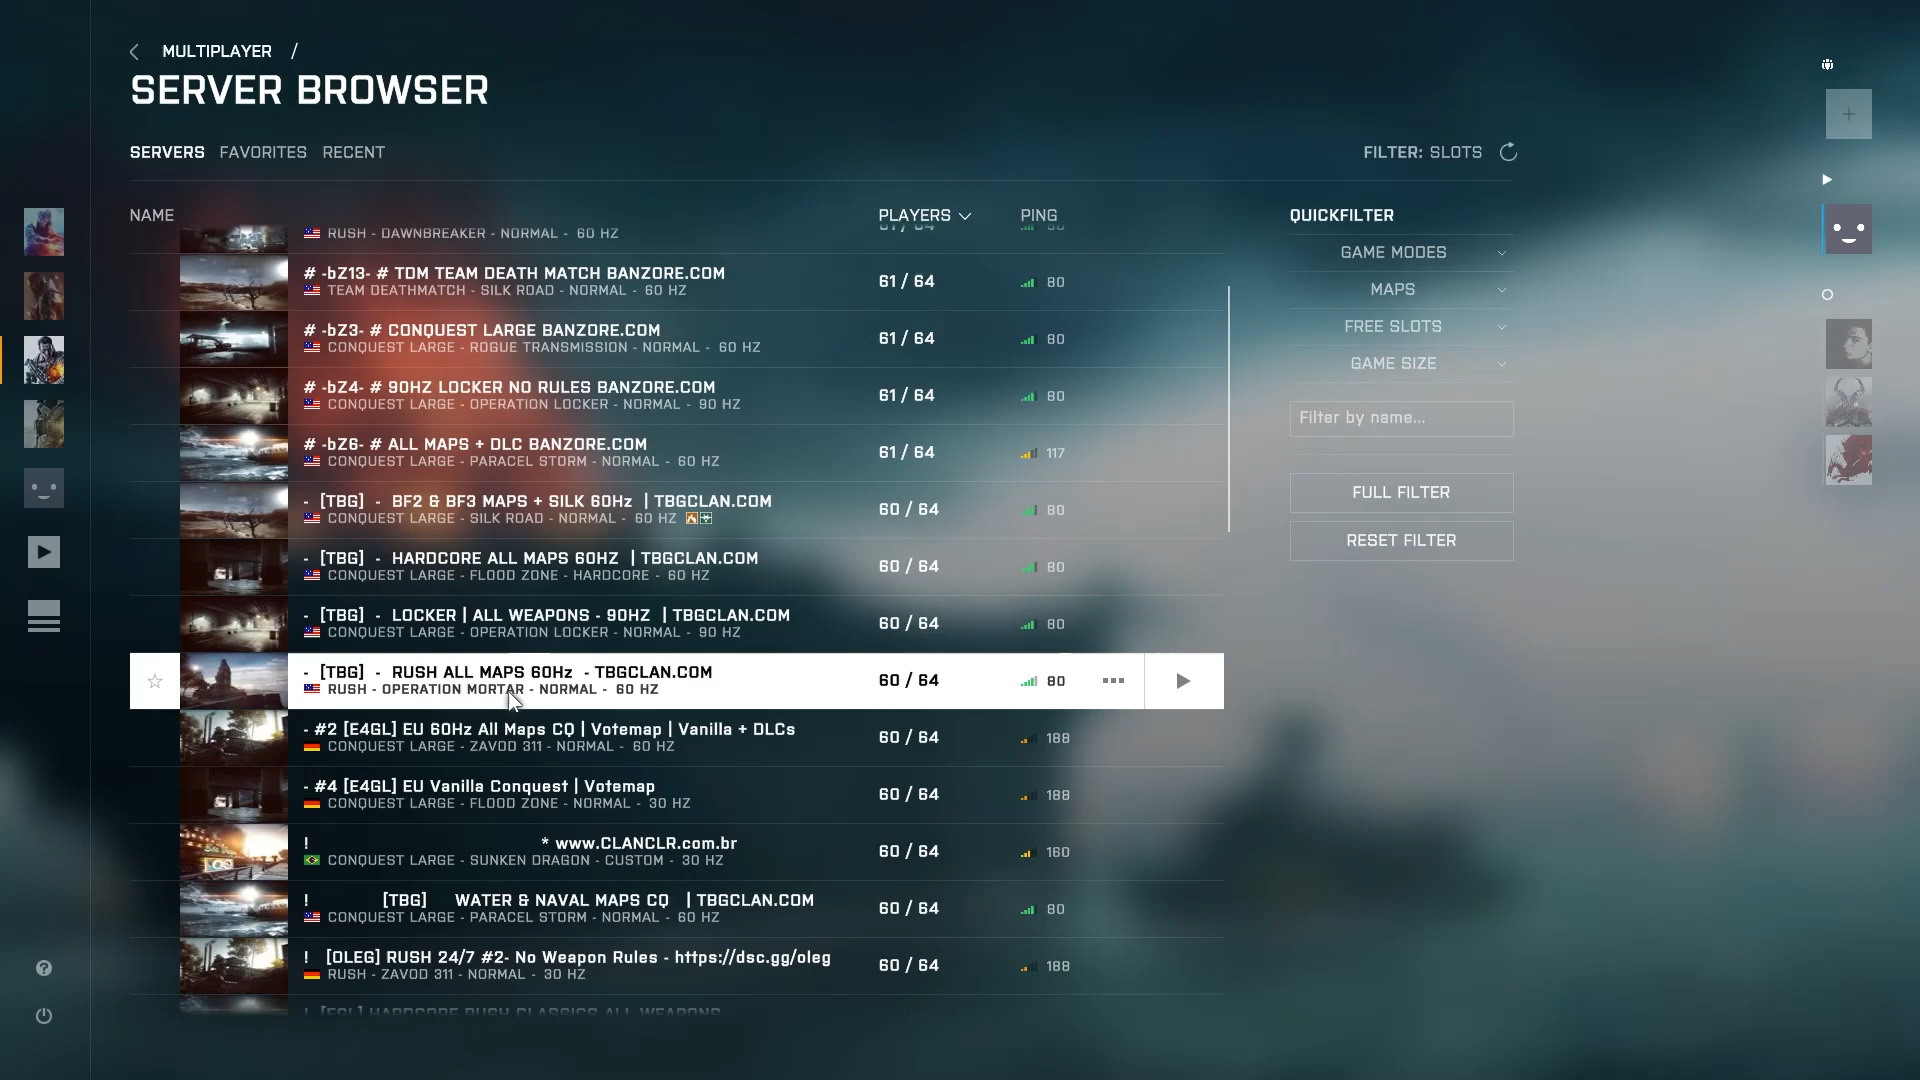 MULTIPLAYER /
SERVER BROWSER
SERVERS FAVORITES RECENT
FILTER: SLOTS
NAME PLAYERS PING
RUSH - DAWNBREAKER - NORMAL - 60 HZ
# -bZ13- # TDM TEAM DEATH MATCH BANZORE.COM
TEAM DEATHMATCH - SILK ROAD - NORMAL - 60 HZ
61 / 64 80
# -bZ3- # CONQUEST LARGE BANZORE.COM
CONQUEST LARGE - ROGUE TRANSMISSION - NORMAL - 60 HZ
61 / 64 80
# -bZ4- # 90HZ LOCKER NO RULES BANZORE.COM
CONQUEST LARGE - OPERATION LOCKER - NORMAL - 90 HZ
61 / 64 80
# -bZ6- # ALL MAPS + DLC BANZORE.COM
CONQUEST LARGE - PARACEL STORM - NORMAL - 60 HZ
61 / 64 117
- [TBG] - BF2 & BF3 MAPS + SILK 60Hz | TBGCLAN.COM
CONQUEST LARGE - SILK ROAD - NORMAL - 60 HZ
60 / 64 80
- [TBG] - HARDCORE ALL MAPS 60HZ | TBGCLAN.COM
CONQUEST LARGE - FLOOD ZONE - HARDCORE - 60 HZ
60 / 64 80
- [TBG] - LOCKER | ALL WEAPONS - 90HZ | TBGCLAN.COM
CONQUEST LARGE - OPERATION LOCKER - NORMAL - 90 HZ
60 / 64 80
- [TBG] - RUSH ALL MAPS 60Hz - TBGCLAN.COM
RUSH - OPERATION MORTAR - NORMAL - 60 HZ
60 / 64 80
- #2 [E4GL] EU 60Hz All Maps CQ | Votemap | Vanilla + DLCs
CONQUEST LARGE - ZAVOD 311 - NORMAL - 60 HZ
60 / 64 188
- #4 [E4GL] EU Vanilla Conquest | Votemap
CONQUEST LARGE - FLOOD ZONE - NORMAL - 30 HZ
60 / 64 188
! * www.CLANCLR.com.br
CONQUEST LARGE - SUNKEN DRAGON - CUSTOM - 30 HZ
60 / 64 160
! [TBG] WATER & NAVAL MAPS CQ | TBGCLAN.COM
CONQUEST LARGE - PARACEL STORM - NORMAL - 60 HZ
60 / 64 80
! [OLEG] RUSH 24/7 #2- No Weapon Rules - https://dsc.gg/oleg
RUSH - ZAVOD 311 - NORMAL - 30 HZ
60 / 64 188
! [FGL] HARDCORE RUSH CLASSICS ALL WEAPONS
QUICKFILTER
GAME MODES
MAPS
FREE SLOTS
GAME SIZE
Filter by name...
FULL FILTER
RESET FILTER